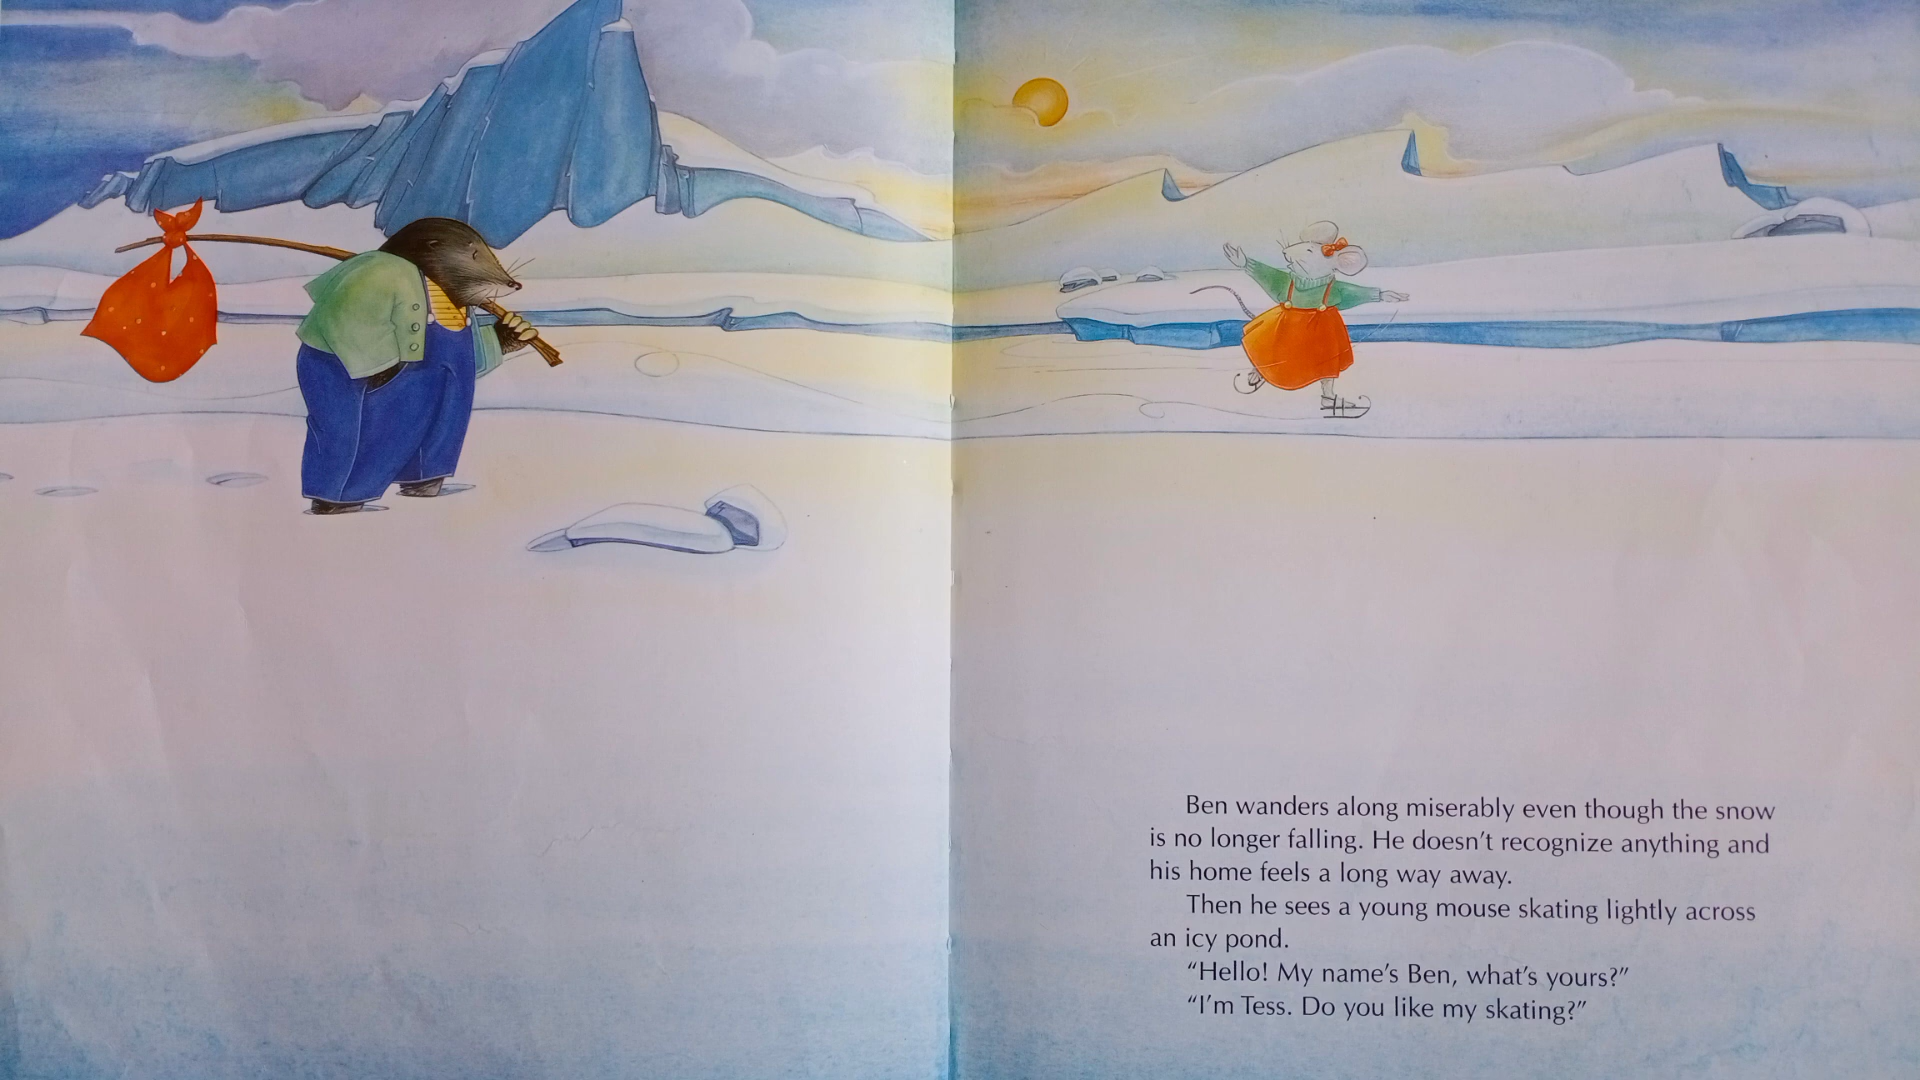 Ben wanders along miserably even though the snow
is no longer falling. He doesn’t recognize anything and
his home feels a long way away.
Then he sees a young mouse skating lightly across
an icy pond.
“Hello! My name’s Ben, what’s yours?”
“I’m Tess. Do you like my skating?”